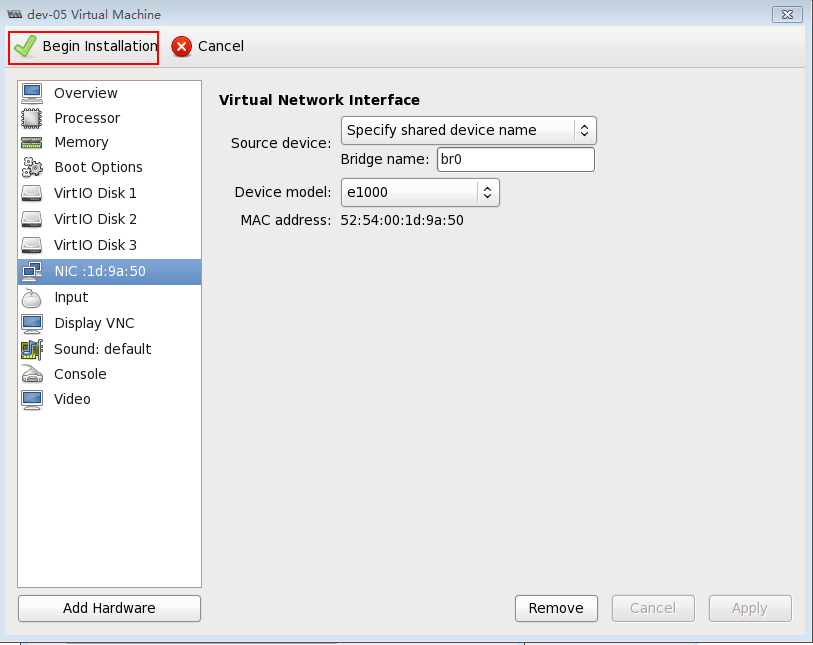 dev-05 Virtual Machine
Begin Installation Cancel
Overview
Processor
Memory
Boot Options
VirtIO Disk 1
VirtIO Disk 2
VirtIO Disk 3
NIC :1d:9a:50
Input
Display VNC
Sound: default
Console
Video
Add Hardware
Virtual Network Interface
Source device: Specify shared device name
Bridge name: br0
Device model: e1000
MAC address: 52:54:00:1d:9a:50
Remove Cancel Apply